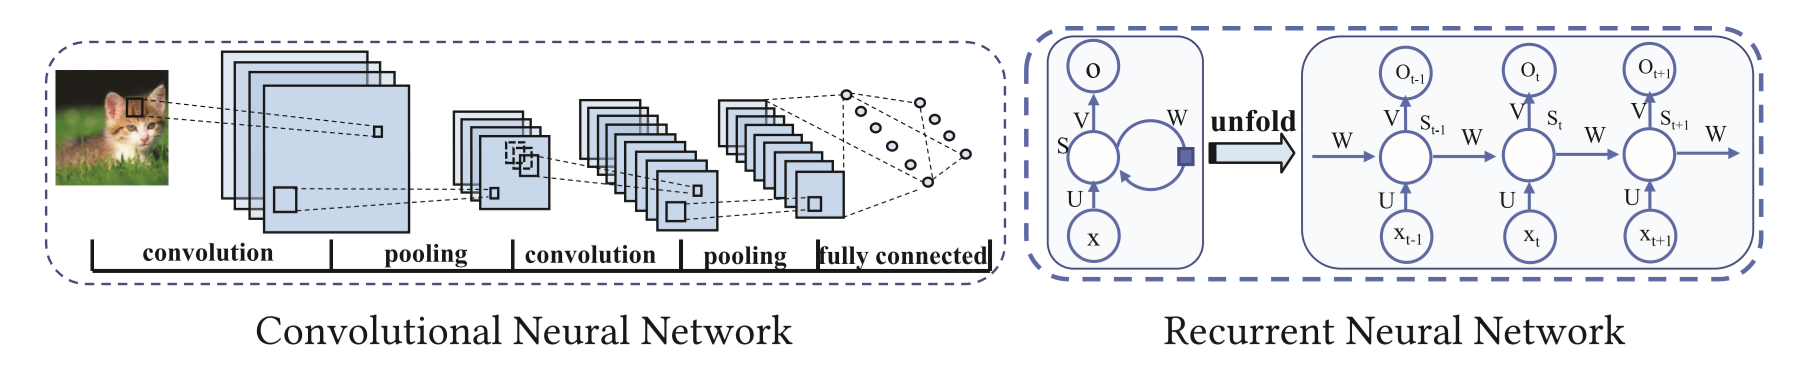 convolution
pooling
convolution
pooling
fully connected
Convolutional Neural Network
O
V
W
S
U
X
unfold
O_{t-1}
O_t
O_{t+1}
V
S_{t-1}
V
S_t
V
S_{t+1}
W
W
W
W
U
U
U
X_{t-1}
X_t
X_{t+1}
Recurrent Neural Network